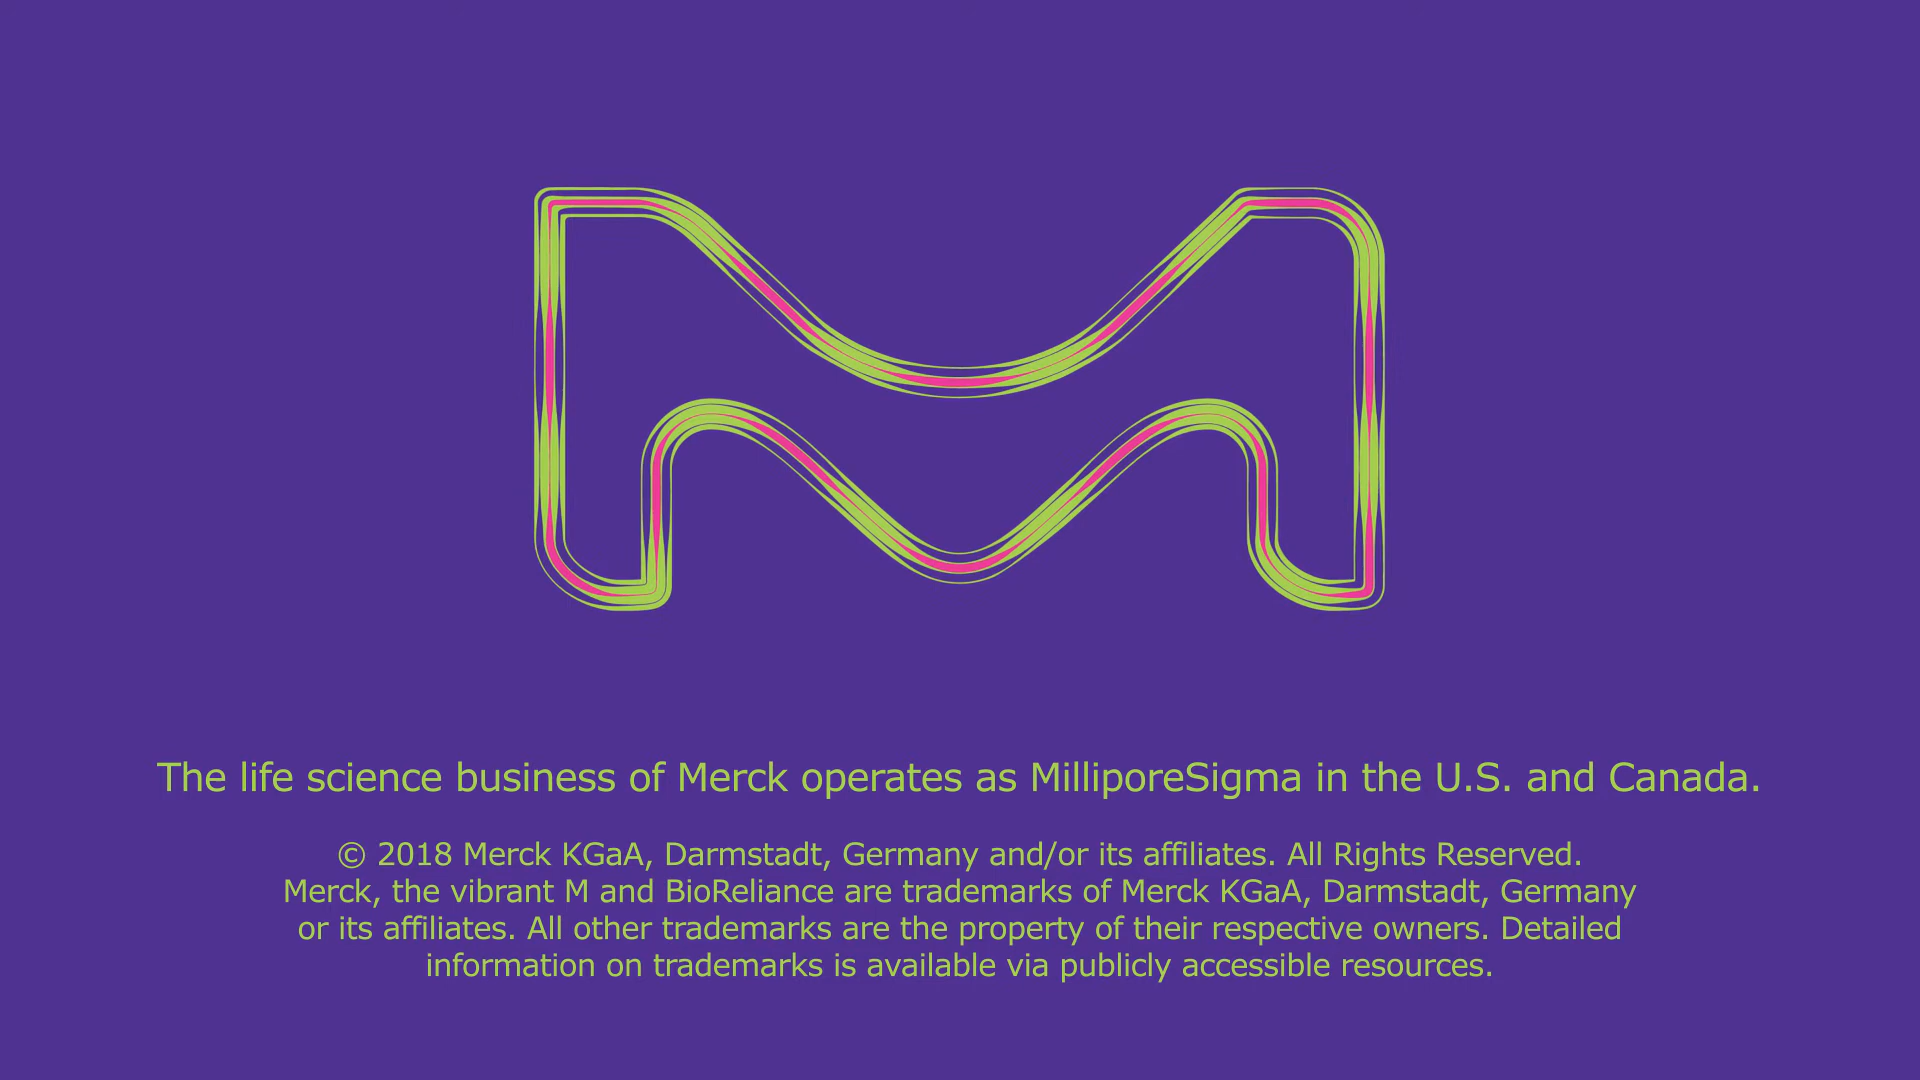 The life science business of Merck operates as MilliporeSigma in the U.S. and Canada.
© 2018 Merck KGaA, Darmstadt, Germany and/or its affiliates. All Rights Reserved.
Merck, the vibrant M and BioReliance are trademarks of Merck KGaA, Darmstadt, Germany
or its affiliates. All other trademarks are the property of their respective owners. Detailed
information on trademarks is available via publicly accessible resources.